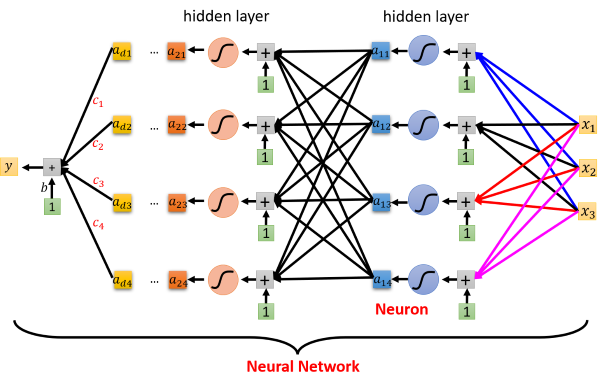 hidden layer hidden layer
a_{d1} ... a_{21} + a_{11} +
1 1
c_1
a_{d2} ... a_{22} + a_{12} + x_1
c_2 1 1
y + x_2
b c_3
1 a_{d3} ... a_{23} + a_{13} + x_3
c_4 1 1
a_{d4} ... a_{24} + a_{14} +
1 Neuron 1
Neural Network